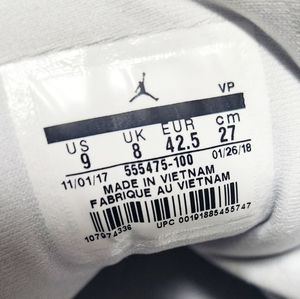 VP
US UK EUR cm
9 8 42.5 27
11/01/17 555475-100 01/26/18
MADE IN VIETNAM
FABRIQUE AU VIETNAM
107974336
UPC 00191885455747